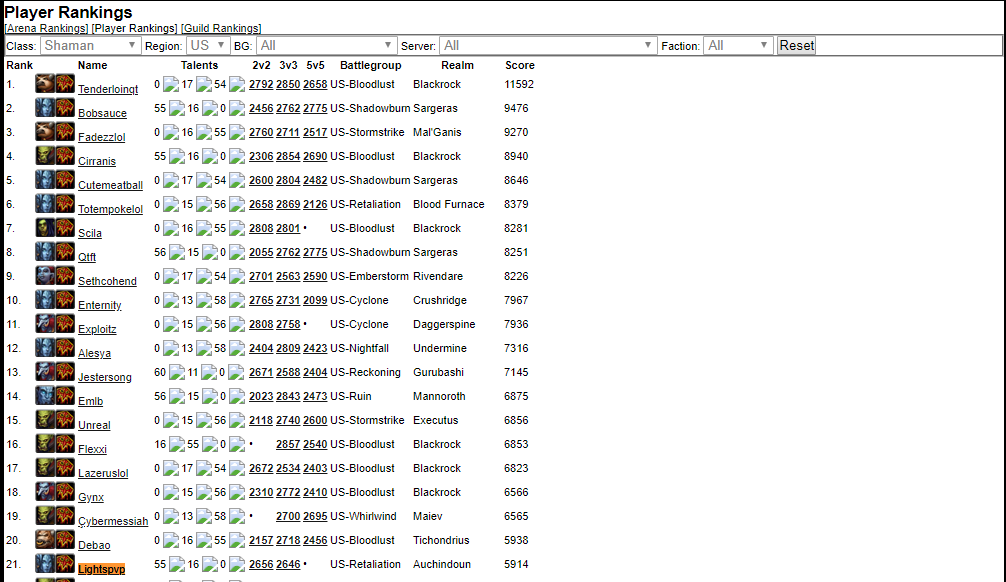 Player Rankings
[Arena Rankings] [Player Rankings] [Guild Rankings]
Class: Shaman Region: US BG: All Server: All Faction: All Reset
Rank Name Talents 2v2 3v3 5v5 Battlegroup Realm Score
1. Tenderloinqt 0 17 54 2792 2850 2658 US-Bloodlust Blackrock 11592
2. Bobsauce 55 16 0 2456 2762 2775 US-Shadowburn Sargeras 9476
3. Fadezzlol 0 16 55 2760 2711 2517 US-Stormstrike Mal'Ganis 9270
4. Cirranis 55 16 0 2306 2854 2690 US-Bloodlust Blackrock 8940
5. Cutemeatball 0 17 54 2600 2804 2482 US-Shadowburn Sargeras 8646
6. Totempokelol 0 15 56 2658 2869 2126 US-Retaliation Blood Furnace 8379
7. Scila 0 16 55 2808 2801 • US-Bloodlust Blackrock 8281
8. Qtft 56 15 0 2055 2762 2775 US-Shadowburn Sargeras 8251
9. Sethcohend 0 17 54 2701 2563 2590 US-Emberstorm Rivendare 8226
10. Enternity 0 13 58 2765 2731 2099 US-Cyclone Crushridge 7967
11. Exploitz 0 15 56 2808 2758 • US-Cyclone Daggerspine 7936
12. Alesya 0 13 58 2404 2809 2423 US-Nightfall Undermine 7316
13. Jestersong 60 11 0 2671 2588 2404 US-Reckoning Gurubashi 7145
14. Emlb 56 15 0 2023 2843 2473 US-Ruin Mannoroth 6875
15. Unreal 0 15 56 2118 2740 2600 US-Stormstrike Executus 6856
16. Flexxi 16 55 0 • 2857 2540 US-Bloodlust Blackrock 6853
17. Lazeruslol 0 17 54 2672 2534 2403 US-Bloodlust Blackrock 6823
18. Gynx 0 15 56 2310 2772 2410 US-Bloodlust Blackrock 6566
19. Cybermessiah 0 13 58 • 2700 2695 US-Whirlwind Maiev 6565
20. Debao 0 16 55 2157 2718 2456 US-Bloodlust Tichondrius 5938
21. Lightspvp 55 16 0 2656 2646 • US-Retaliation Auchindoun 5914